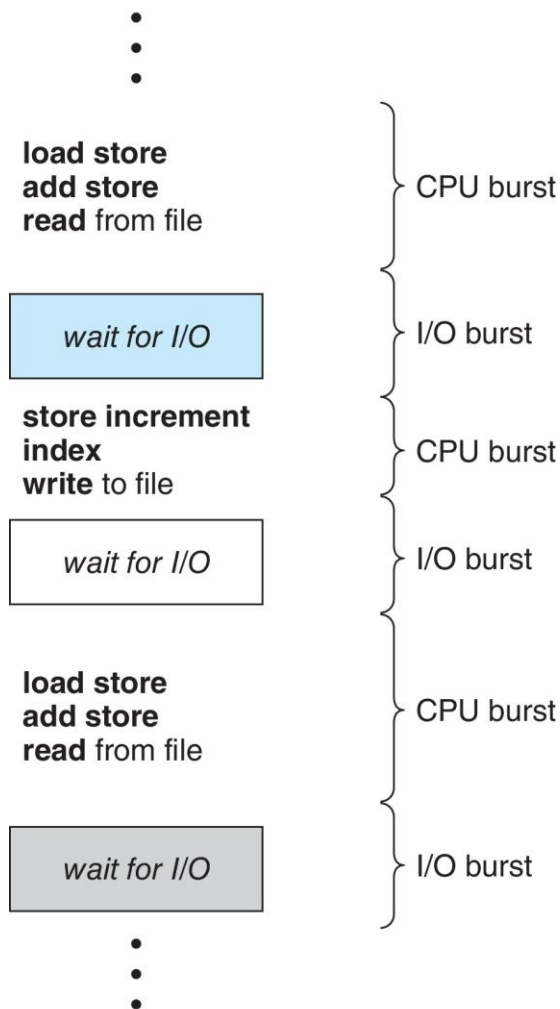 load store
add store
read from file
CPU burst
wait for I/O
I/O burst
store increment
index
write to file
CPU burst
wait for I/O
I/O burst
load store
add store
read from file
CPU burst
wait for I/O
I/O burst